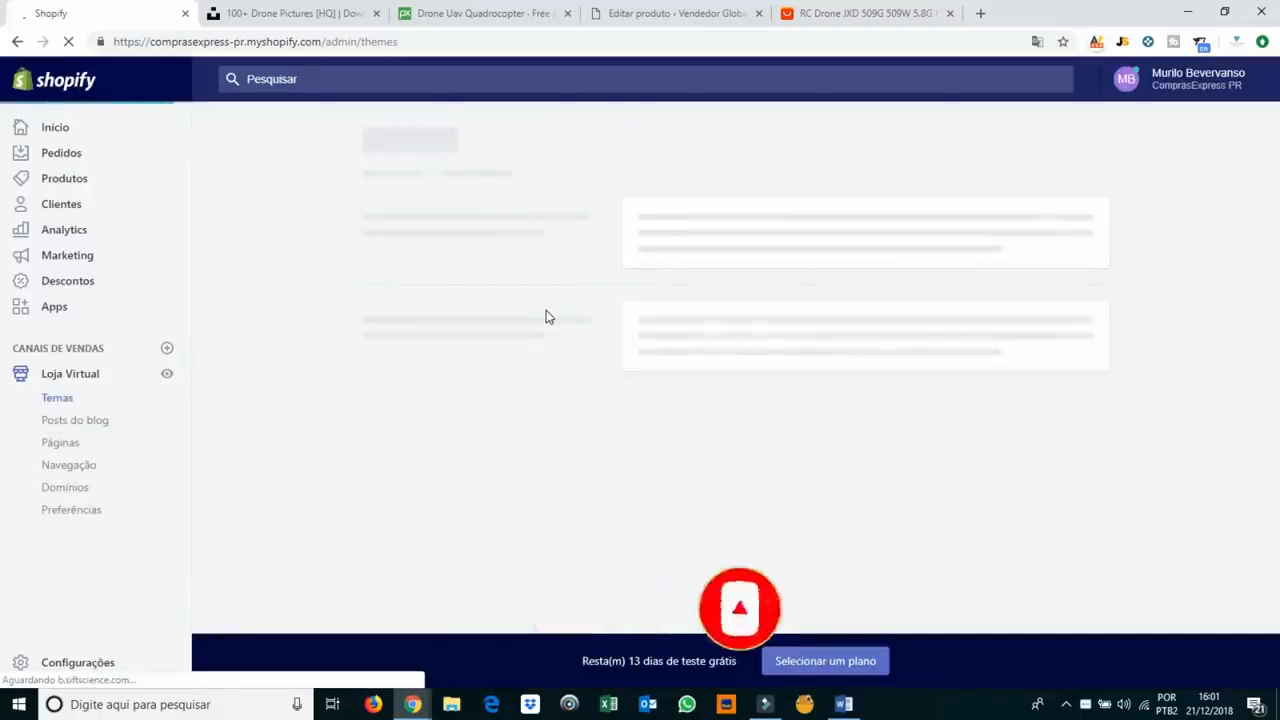 Shopify
100+ Drone Pictures [HQ] | Dow
Drone Uav Quadrocopter · Free
Editar produto ‹ Vendedor Globa
RC Drone JXD 509G 509W 5.8G
https://comprasexpress-pr.myshopify.com/admin/themes
shopify
Pesquisar
MB
Murilo Bevervanso
ComprasExpress PR
Início
Pedidos
Produtos
Clientes
Analytics
Marketing
Descontos
Apps
CANAIS DE VENDAS
Loja Virtual
Temas
Posts do blog
Páginas
Navegação
Domínios
Preferências
Resta(m) 13 dias de teste grátis
Selecionar um plano
Configurações
Aguardando b.siftscience.com...
Digite aqui para pesquisar
POR
PTB2
16:01
21/12/2018
21